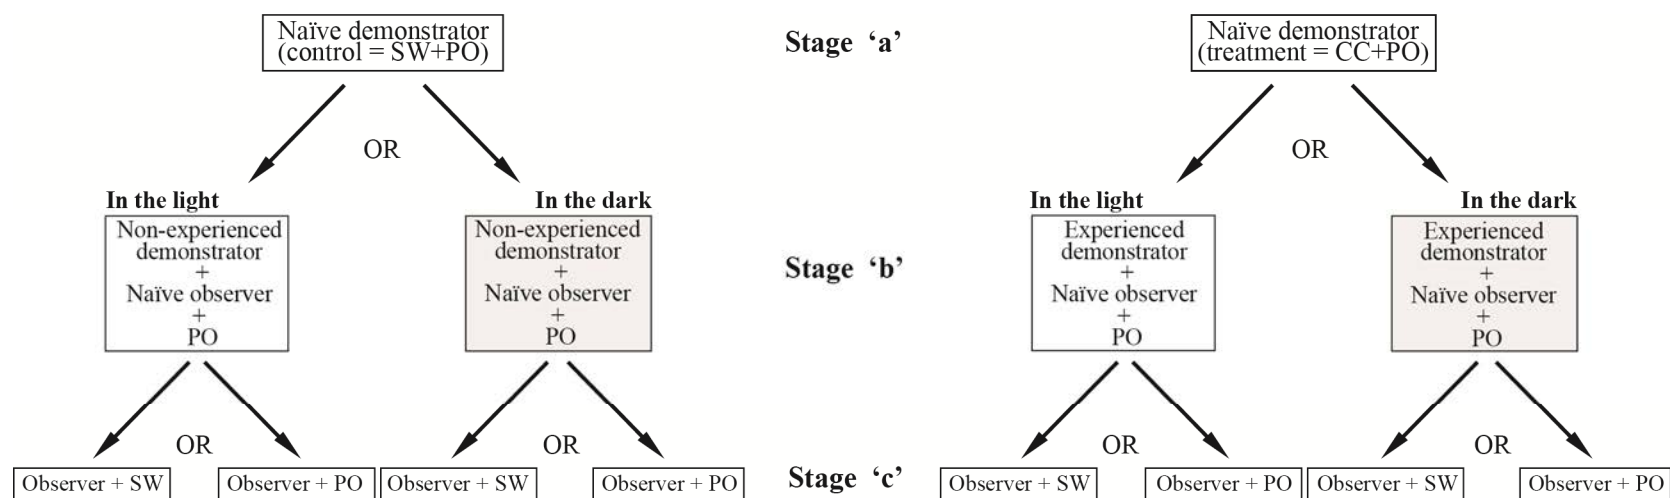 Naïve demonstrator
(control = SW+PO)
Stage ‘a’
Naïve demonstrator
(treatment = CC+PO)
OR
OR
In the light
In the dark
In the light
In the dark
Non-experienced
demonstrator
+
Naïve observer
+
PO
Non-experienced
demonstrator
+
Naïve observer
+
PO
Stage ‘b’
Experienced
demonstrator
+
Naïve observer
+
PO
Experienced
demonstrator
+
Naïve observer
+
PO
OR
OR
OR
OR
Observer + SW
Observer + PO
Observer + SW
Observer + PO
Stage ‘c’
Observer + SW
Observer + PO
Observer + SW
Observer + PO